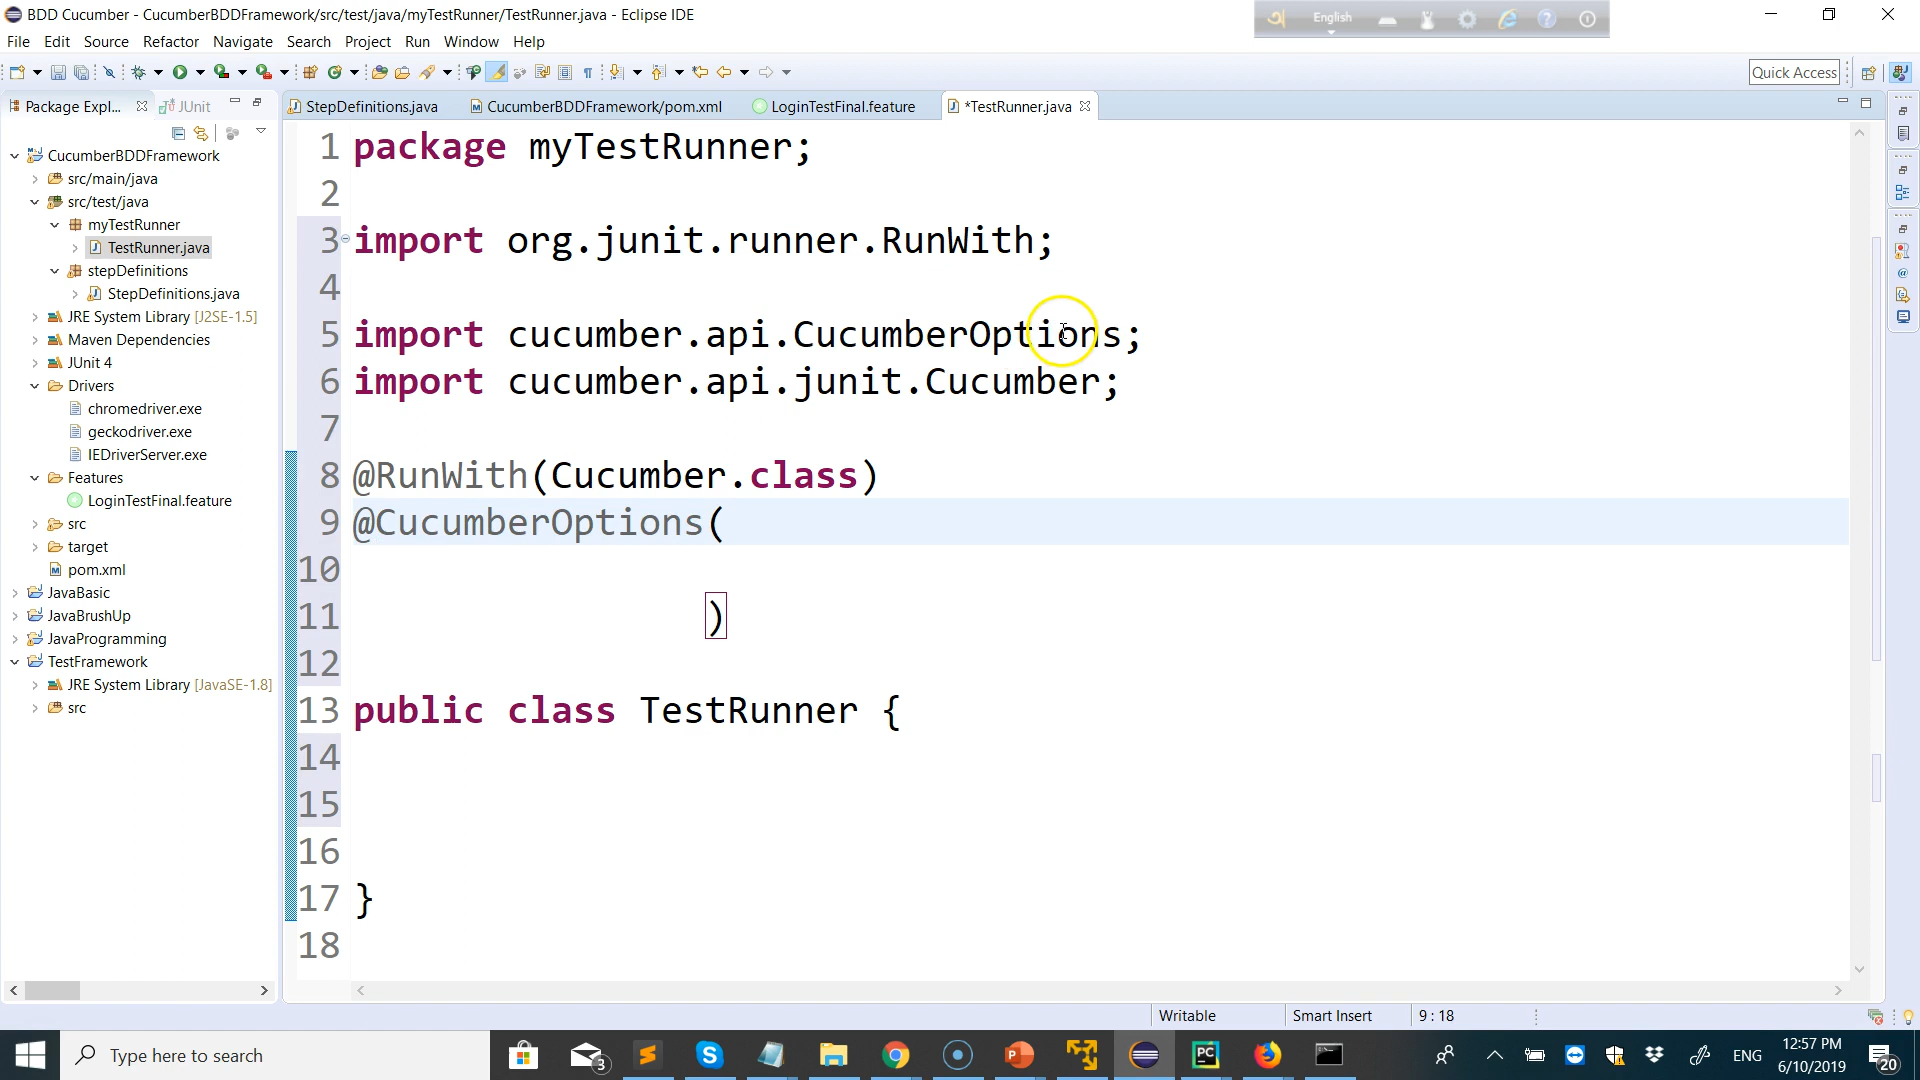 BDD Cucumber - CucumberBDDFramework/src/test/java/myTestRunner/TestRunner.java - Eclipse IDE
English
File Edit Source Refactor Navigate Search Project Run Window Help
Quick Access
Package Expl... JUnit
StepDefinitions.java CucumberBDDFramework/pom.xml LoginTestFinal.feature *TestRunner.java
CucumberBDDFramework
src/main/java
src/test/java
myTestRunner
TestRunner.java
stepDefinitions
StepDefinitions.java
JRE System Library [J2SE-1.5]
Maven Dependencies
JUnit 4
Drivers
chromedriver.exe
geckodriver.exe
IEDriverServer.exe
Features
LoginTestFinal.feature
src
target
pom.xml
JavaBasic
JavaBrushUp
JavaProgramming
TestFramework
JRE System Library [JavaSE-1.8]
src
1 package myTestRunner;
2
3 import org.junit.runner.RunWith;
4
5 import cucumber.api.CucumberOptions;
6 import cucumber.api.junit.Cucumber;
7
8 @RunWith(Cucumber.class)
9 @CucumberOptions(
10
11 )
12
13 public class TestRunner {
14
15
16
17 }
18
Writable Smart Insert 9 : 18
Type here to search
3
PC
ENG
12:57 PM
6/10/2019
20